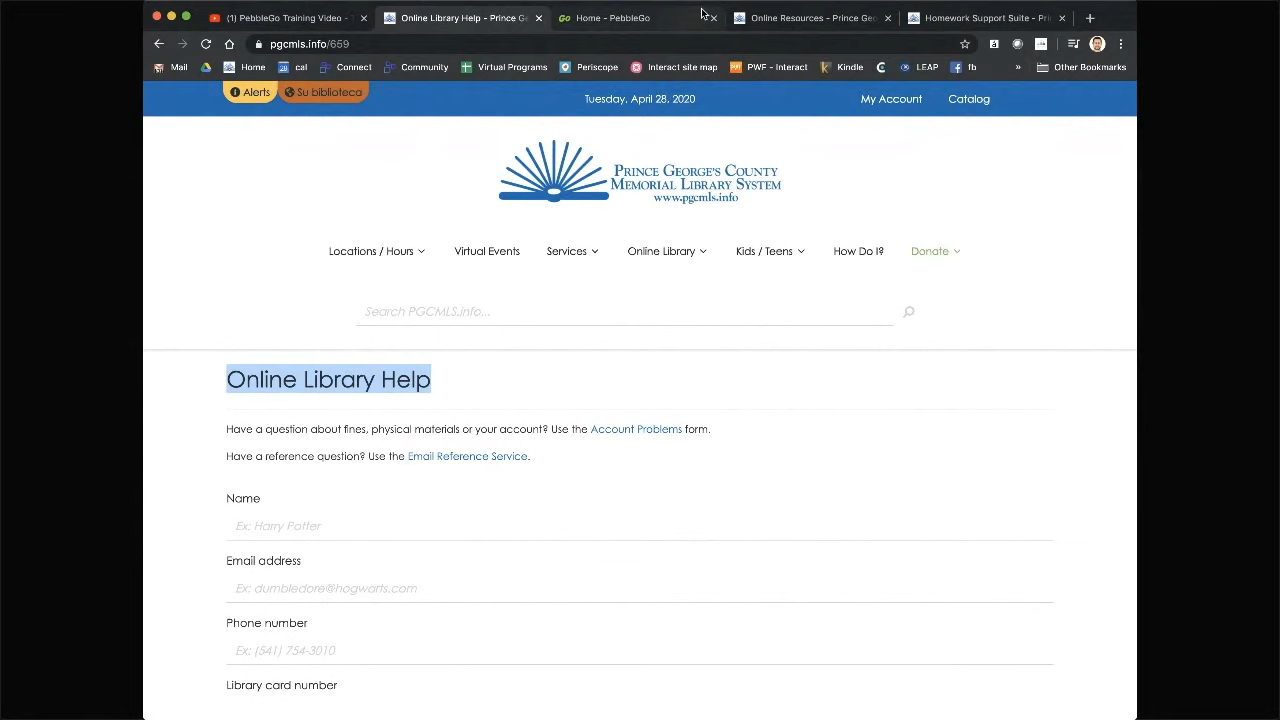 (1) PebbleGo Training Video -
Online Library Help - Prince Ge
Home - PebbleGo
Online Resources - Prince Geo
Homework Support Suite - Pri
pgcmls.info/659
Mail
Home
cal
Connect
Community
Virtual Programs
Periscope
Interact site map
PWF - Interact
Kindle
LEAP
fb
»
Other Bookmarks
Alerts
Su biblioteca
Tuesday, April 28, 2020
My Account
Catalog
PRINCE GEORGE'S COUNTY
MEMORIAL LIBRARY SYSTEM
www.pgcmls.info
Locations / Hours
Virtual Events
Services
Online Library
Kids / Teens
How Do I?
Donate
Search PGCMLS.info...
Online Library Help
Have a question about fines, physical materials or your account? Use the Account Problems form.
Have a reference question? Use the Email Reference Service.
Name
Ex: Harry Potter
Email address
Ex: dumbledore@hogwarts.com
Phone number
Ex: (541) 754-3010
Library card number